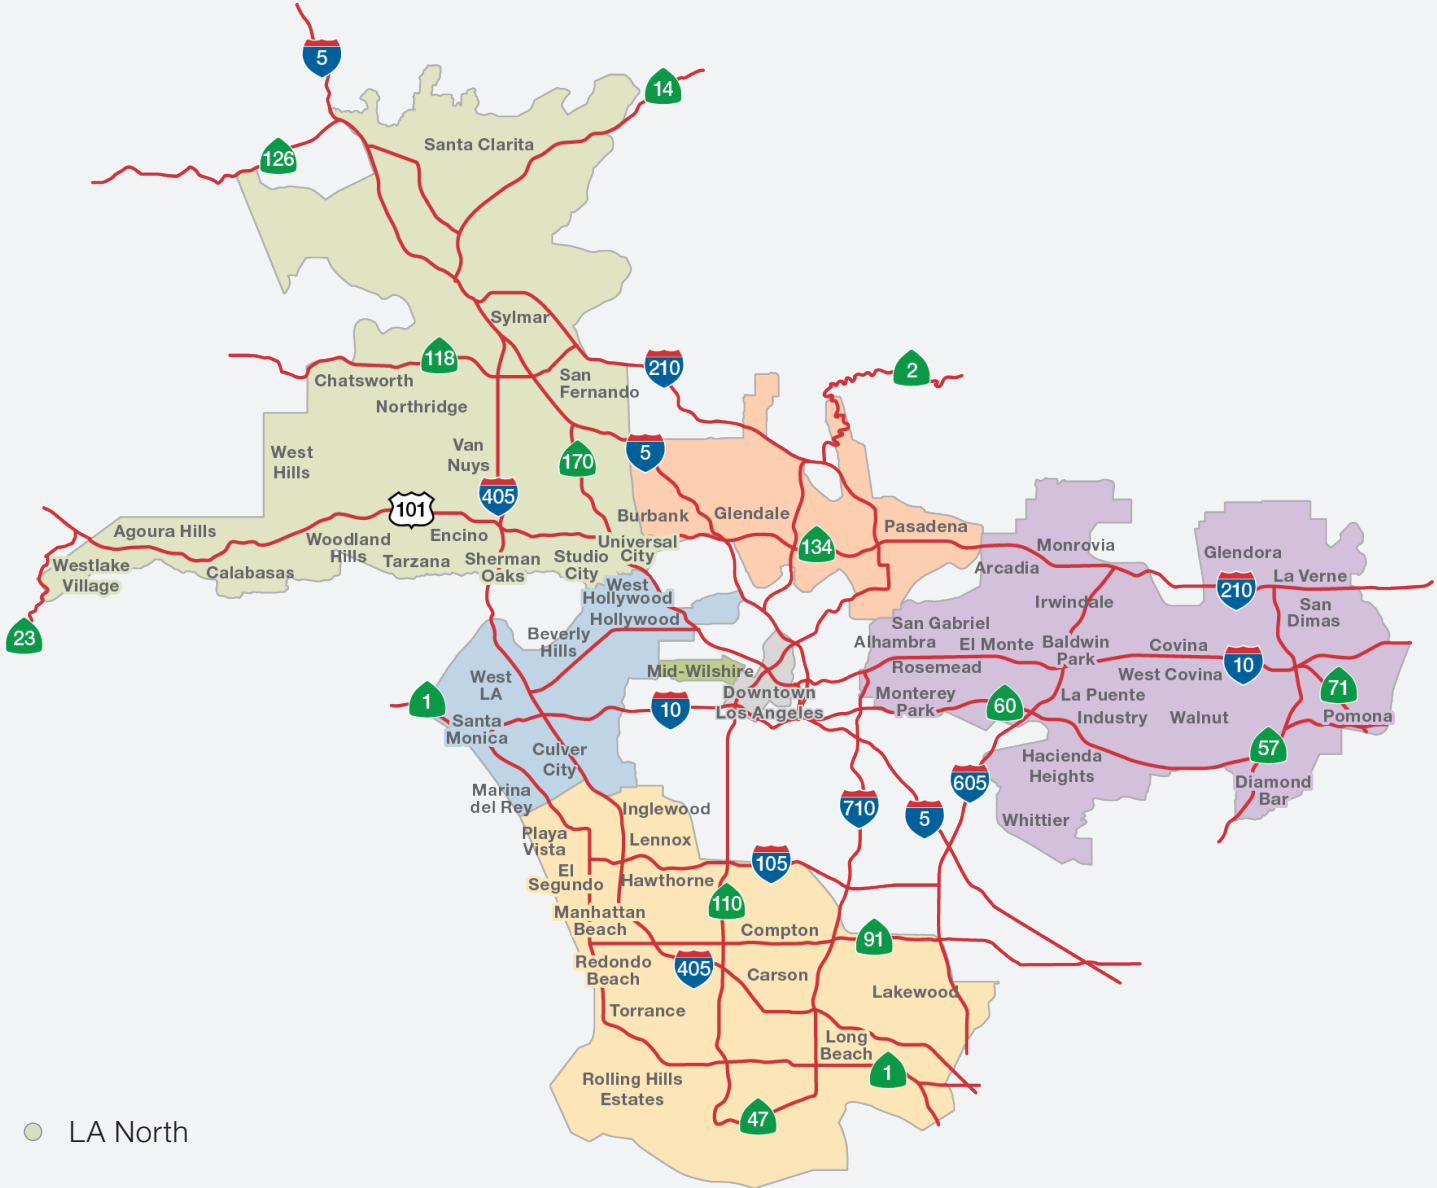 5
14
Santa Clarita
126
Sylmar
118
210
2
Chatsworth
San
Fernando
Northridge
West
Hills
Van
Nuys
170
5
405
101
Burbank
Glendale
Pasadena
Agoura Hills
Woodland
Hills
Encino
Universal
City
134
Monrovia
Glendora
Westlake
Village
Calabasas
Tarzana
Sherman
Oaks
Studio
City
Arcadia
La Verne
West
Hollywood
210
Hollywood
Irwindale
San
Dimas
23
Beverly
Hills
San Gabriel
Alhambra
El Monte
Baldwin
Park
Covina
Mid-Wilshire
Rosemead
10
West Covina
West
LA
Downtown
Los Angeles
Monterey
Park
La Puente
71
1
10
60
Industry
Walnut
Pomona
Santa
Monica
Culver
City
57
Hacienda
Heights
Diamond
Bar
Marina
del Rey
Inglewood
710
5
605
Whittier
Playa
Vista
Lennox
105
El
Segundo
Hawthorne
110
Manhattan
Beach
Compton
91
Redondo
Beach
405
Carson
Lakewood
Torrance
Long
Beach
1
Rolling Hills
Estates
47
LA North